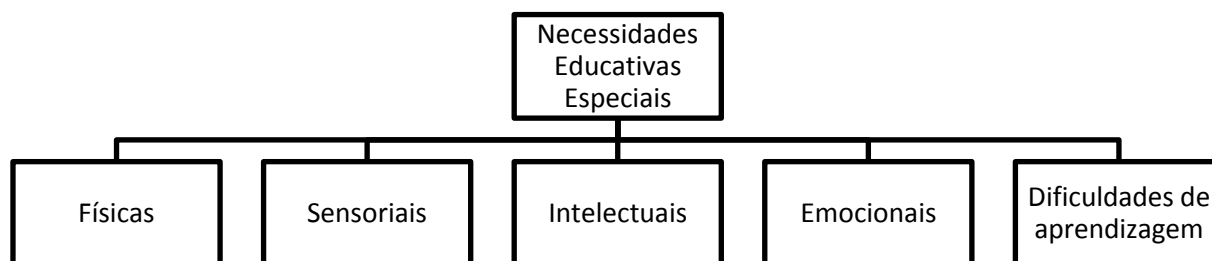 Necessidades
Educativas
Especiais
Físicas
Sensoriais
Intelectuais
Emocionais
Dificuldades de
aprendizagem